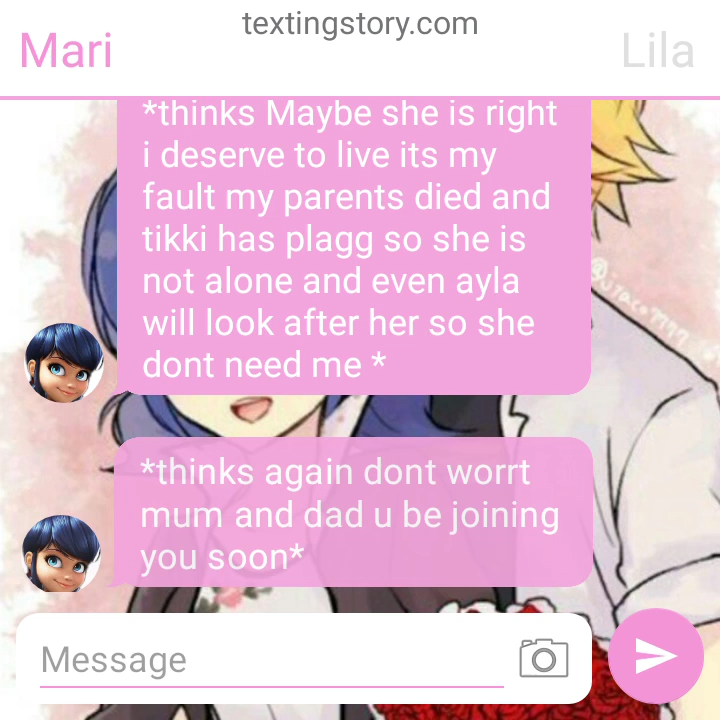 textingstory.com
Mari
Lila
*thinks Maybe she is right
i deserve to live its my
fault my parents died and
tikki has plagg so she is
not alone and even ayla
will look after her so she
dont need me *
*thinks again dont worrt
mum and dad u be joining
you soon*
Message